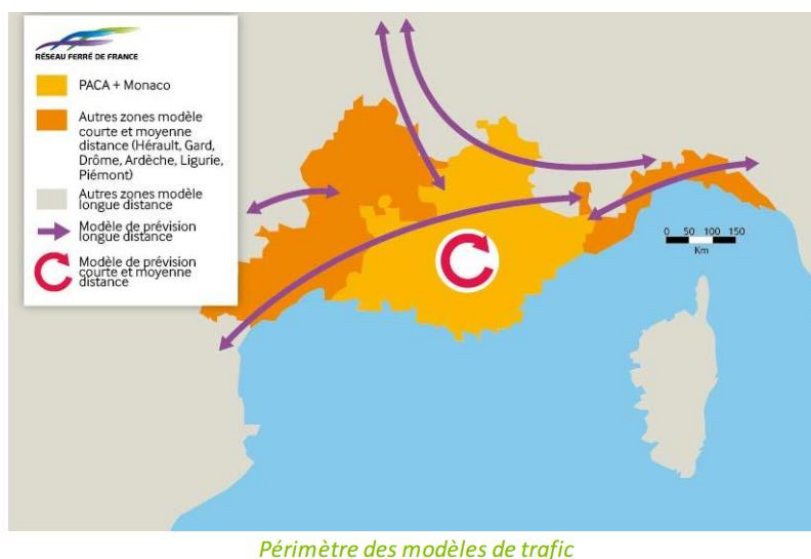 RÉSEAU FERRÉ DE FRANCE
PACA + Monaco
Autres zones modèle
courte et moyenne
distance (Hérault, Gard,
Drôme, Ardèche, Ligurie,
Piémont)
Autres zones modèle
longue distance
Modèle de prévision
longue distance
Modèle de prévision
courte et moyenne
distance
0 50 100 150
Km
Périmètre des modèles de trafic